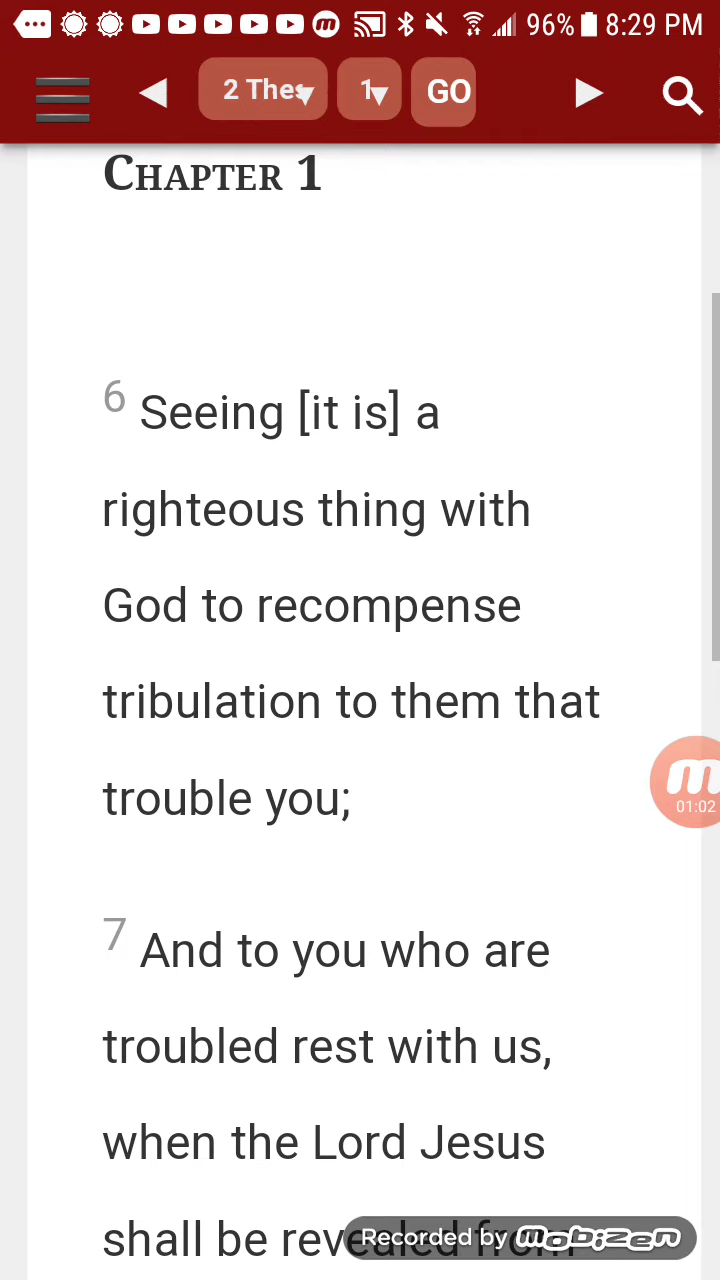 96% 8:29 PM
2 Thes 1 GO
CHAPTER 1
6 Seeing [it is] a
righteous thing with
God to recompense
tribulation to them that
trouble you;
01:02
7 And to you who are
troubled rest with us,
when the Lord Jesus
shall be revealed from
Recorded by mobizen